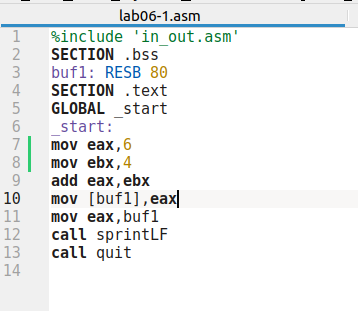 lab06-1.asm
1 %include 'in_out.asm'
2 SECTION .bss
3 buf1: RESB 80
4 SECTION .text
5 GLOBAL _start
6 _start:
7 mov eax,6
8 mov ebx,4
9 add eax,ebx
10 mov [buf1],eax
11 mov eax,buf1
12 call sprintLF
13 call quit
14